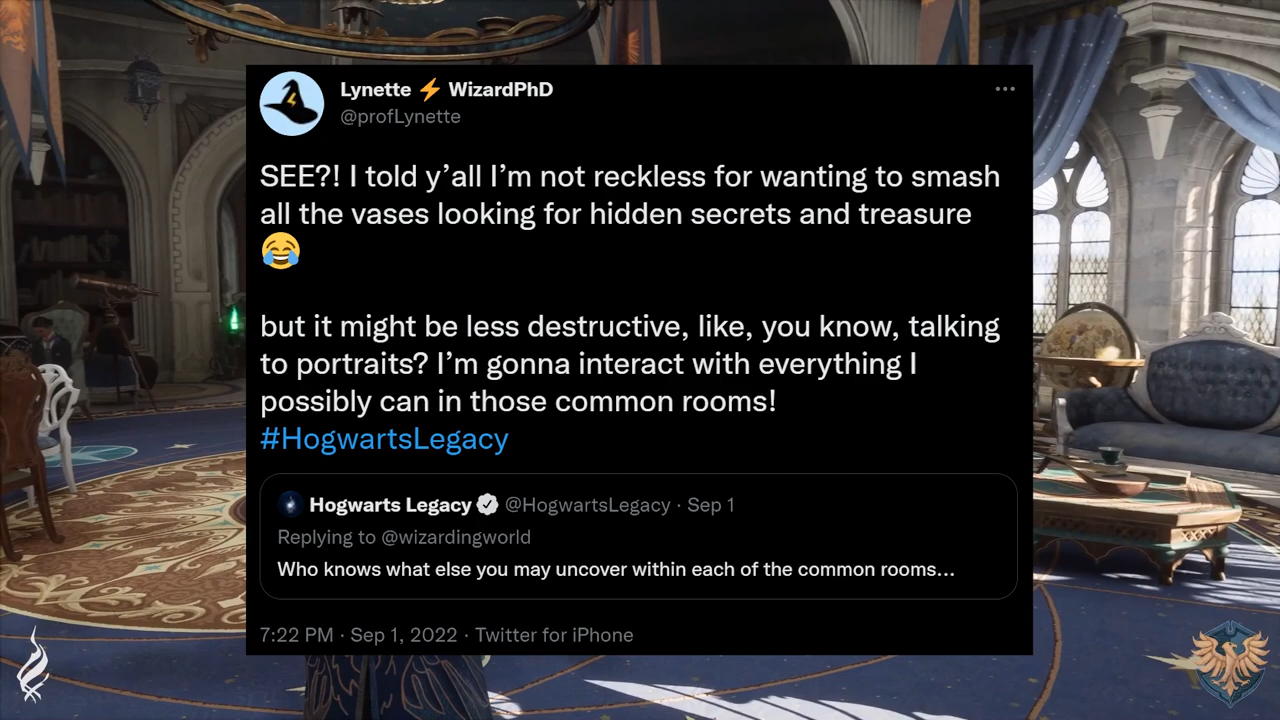 Lynette ⚡ WizardPhD
@profLynette
SEE?! I told y’all I’m not reckless for wanting to smash
all the vases looking for hidden secrets and treasure
😂
but it might be less destructive, like, you know, talking
to portraits? I’m gonna interact with everything I
possibly can in those common rooms!
#HogwartsLegacy
Hogwarts Legacy @HogwartsLegacy · Sep 1
Replying to @wizardingworld
Who knows what else you may uncover within each of the common rooms...
7:22 PM · Sep 1, 2022 · Twitter for iPhone